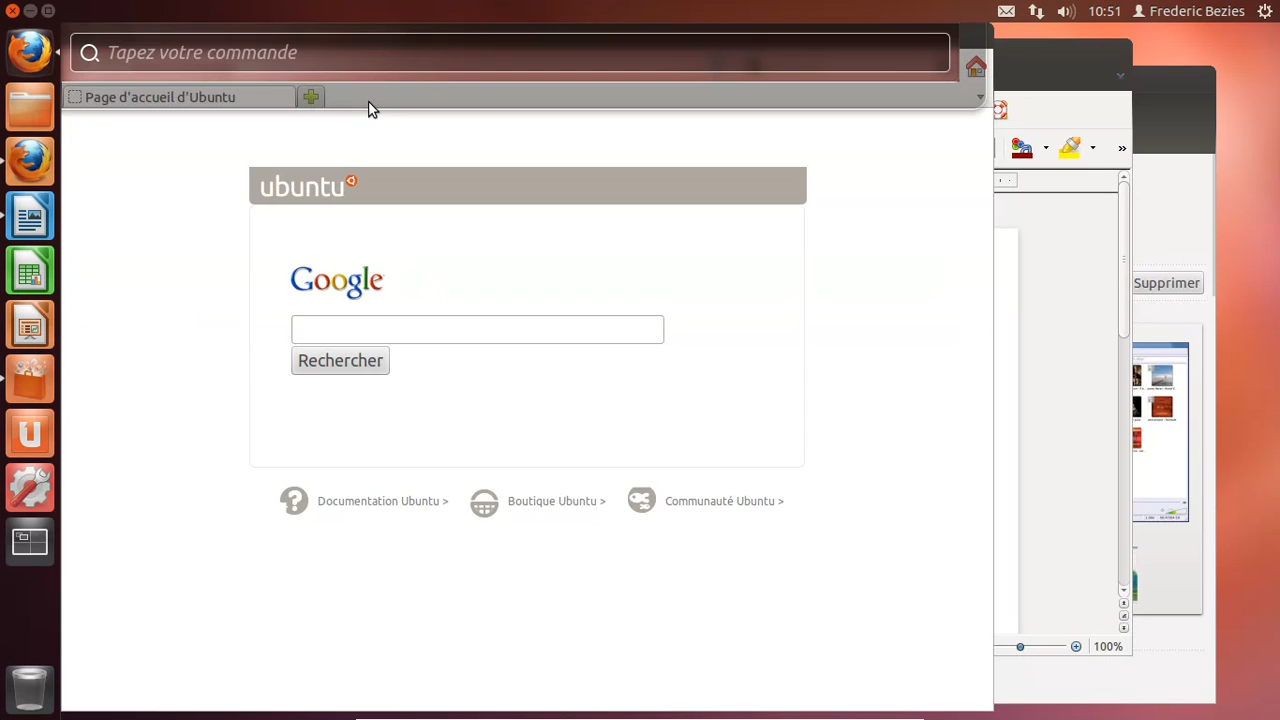 10:51 Frederic Bezies
Tapez votre commande
Page d'accueil d'Ubuntu
ubuntu
Google
Rechercher
Documentation Ubuntu >
Boutique Ubuntu >
Communauté Ubuntu >
Supprimer
100%